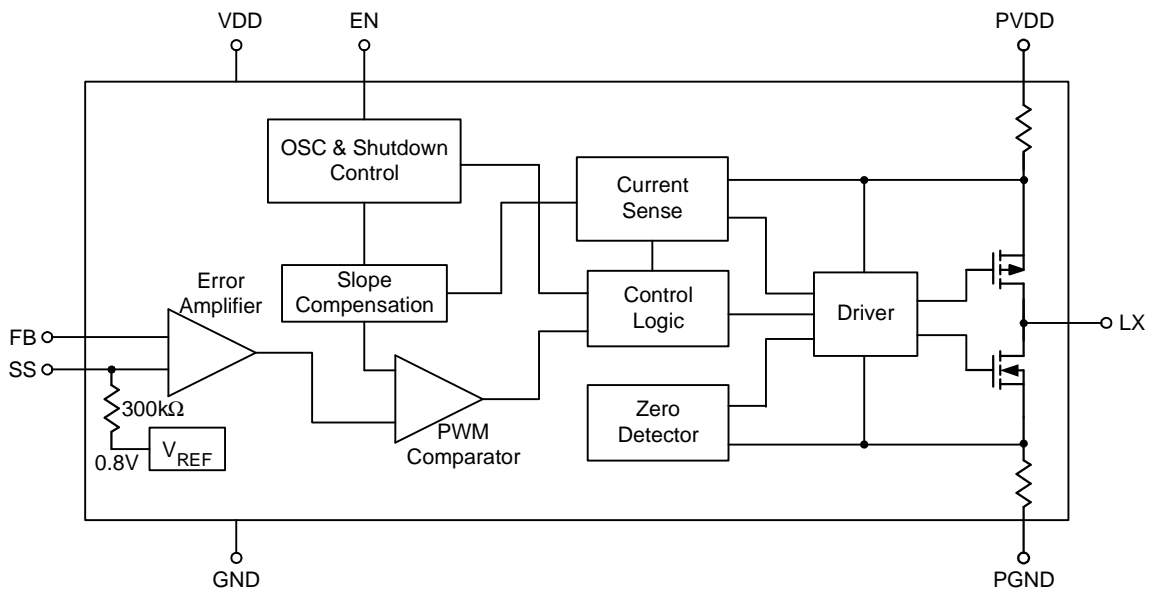 VDD
EN
PVDD
OSC & Shutdown
Control
Current
Sense
Error
Amplifier
Slope
Compensation
Control
Logic
Driver
FB
SS
LX
300kΩ
0.8V
VREF
PWM
Comparator
Zero
Detector
GND
PGND